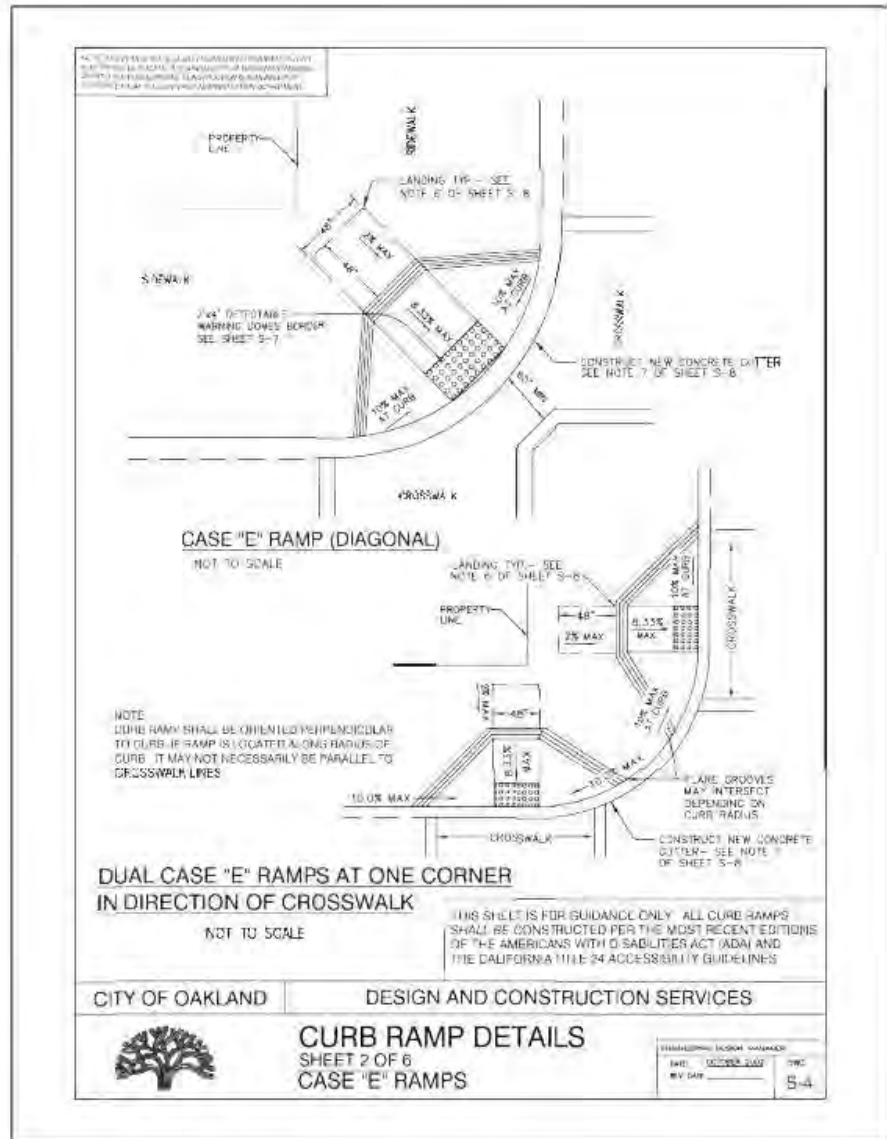 PROPERTY
LINE
SIDEWALK
LANDING TYP.- SEE
NOTE 6 OF SHEET S-8
48"
2% MAX
48"
SIDEWALK
2'x4' DETECTABLE
WARNING DOMES BORDER
SEE SHEET S-7
8.33% MAX
10% MAX
AT CURB
CROSSWALK
CONSTRUCT NEW CONCRETE GUTTER
SEE NOTE 7 OF SHEET S-8
10% MAX
AT CURB
MIN
CROSSWALK
CASE "E" RAMP (DIAGONAL)
NOT TO SCALE
LANDING TYP.- SEE
NOTE 6 OF SHEET S-8
PROPERTY
LINE
48"
2% MAX
8.33%
MAX
10% MAX
AT CURB
CROSSWALK
10% MAX
AT CURB
MAX
48"
8.33%
MAX
NOTE
CURB RAMP SHALL BE ORIENTED PERPENDICULAR
TO CURB. IF RAMP IS LOCATED ALONG RADIUS OF
CURB IT MAY NOT NECESSARILY BE PARALLEL TO
CROSSWALK LINES
10.0% MAX
MAX
FLARE GROOVES
MAY INTERSECT
DEPENDING ON
CURB RADIUS
CROSSWALK
CONSTRUCT NEW CONCRETE
GUTTER- SEE NOTE 7
OF SHEET S-8
DUAL CASE "E" RAMPS AT ONE CORNER
IN DIRECTION OF CROSSWALK
NOT TO SCALE
THIS SHEET IS FOR GUIDANCE ONLY. ALL CURB RAMPS
SHALL BE CONSTRUCTED PER THE MOST RECENT EDITIONS
OF THE AMERICANS WITH DISABILITIES ACT (ADA) AND
THE CALIFORNIA TITLE 24 ACCESSIBILITY GUIDELINES
CITY OF OAKLAND
DESIGN AND CONSTRUCTION SERVICES
CURB RAMP DETAILS
SHEET 2 OF 6
CASE "E" RAMPS
ENGINEERING DESIGN MANAGER
DATE: OCTOBER 2002
REV. DATE
DWG.
S-4